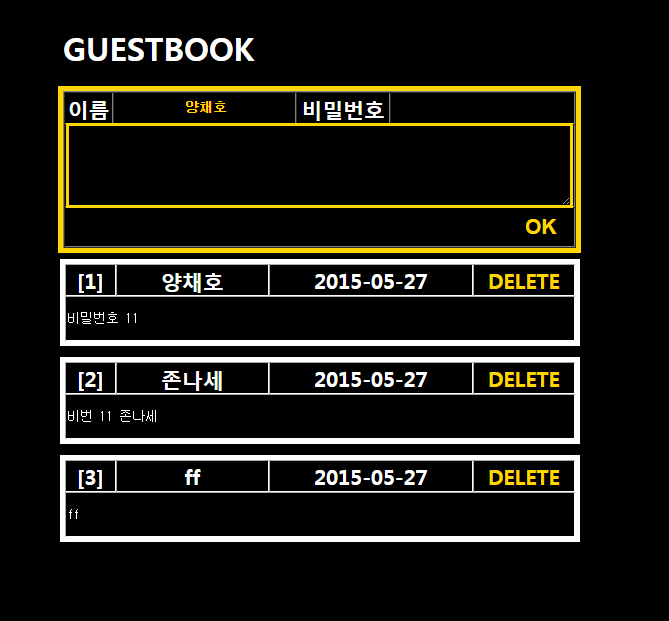 GUESTBOOK
이름 양채호 비밀번호
OK
[1] 양채호 2015-05-27 DELETE
비밀번호 11
[2] 존나세 2015-05-27 DELETE
비번 11 존나세
[3] ff 2015-05-27 DELETE
ff